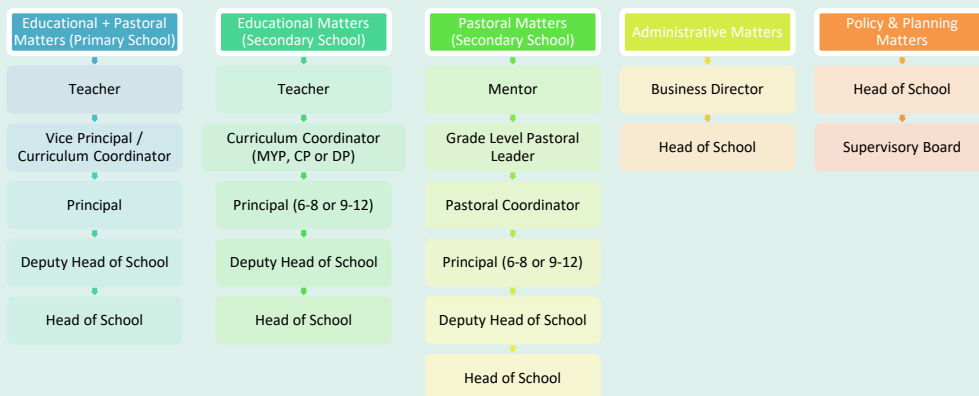 Educational + Pastoral
Matters (Primary School)
Teacher
Vice Principal /
Curriculum Coordinator
Principal
Deputy Head of School
Head of School
Educational Matters
(Secondary School)
Teacher
Curriculum Coordinator
(MYP, CP or DP)
Principal (6-8 or 9-12)
Deputy Head of School
Head of School
Pastoral Matters
(Secondary School)
Mentor
Grade Level Pastoral
Leader
Pastoral Coordinator
Principal (6-8 or 9-12)
Deputy Head of School
Head of School
Administrative Matters
Business Director
Head of School
Policy & Planning
Matters
Head of School
Supervisory Board